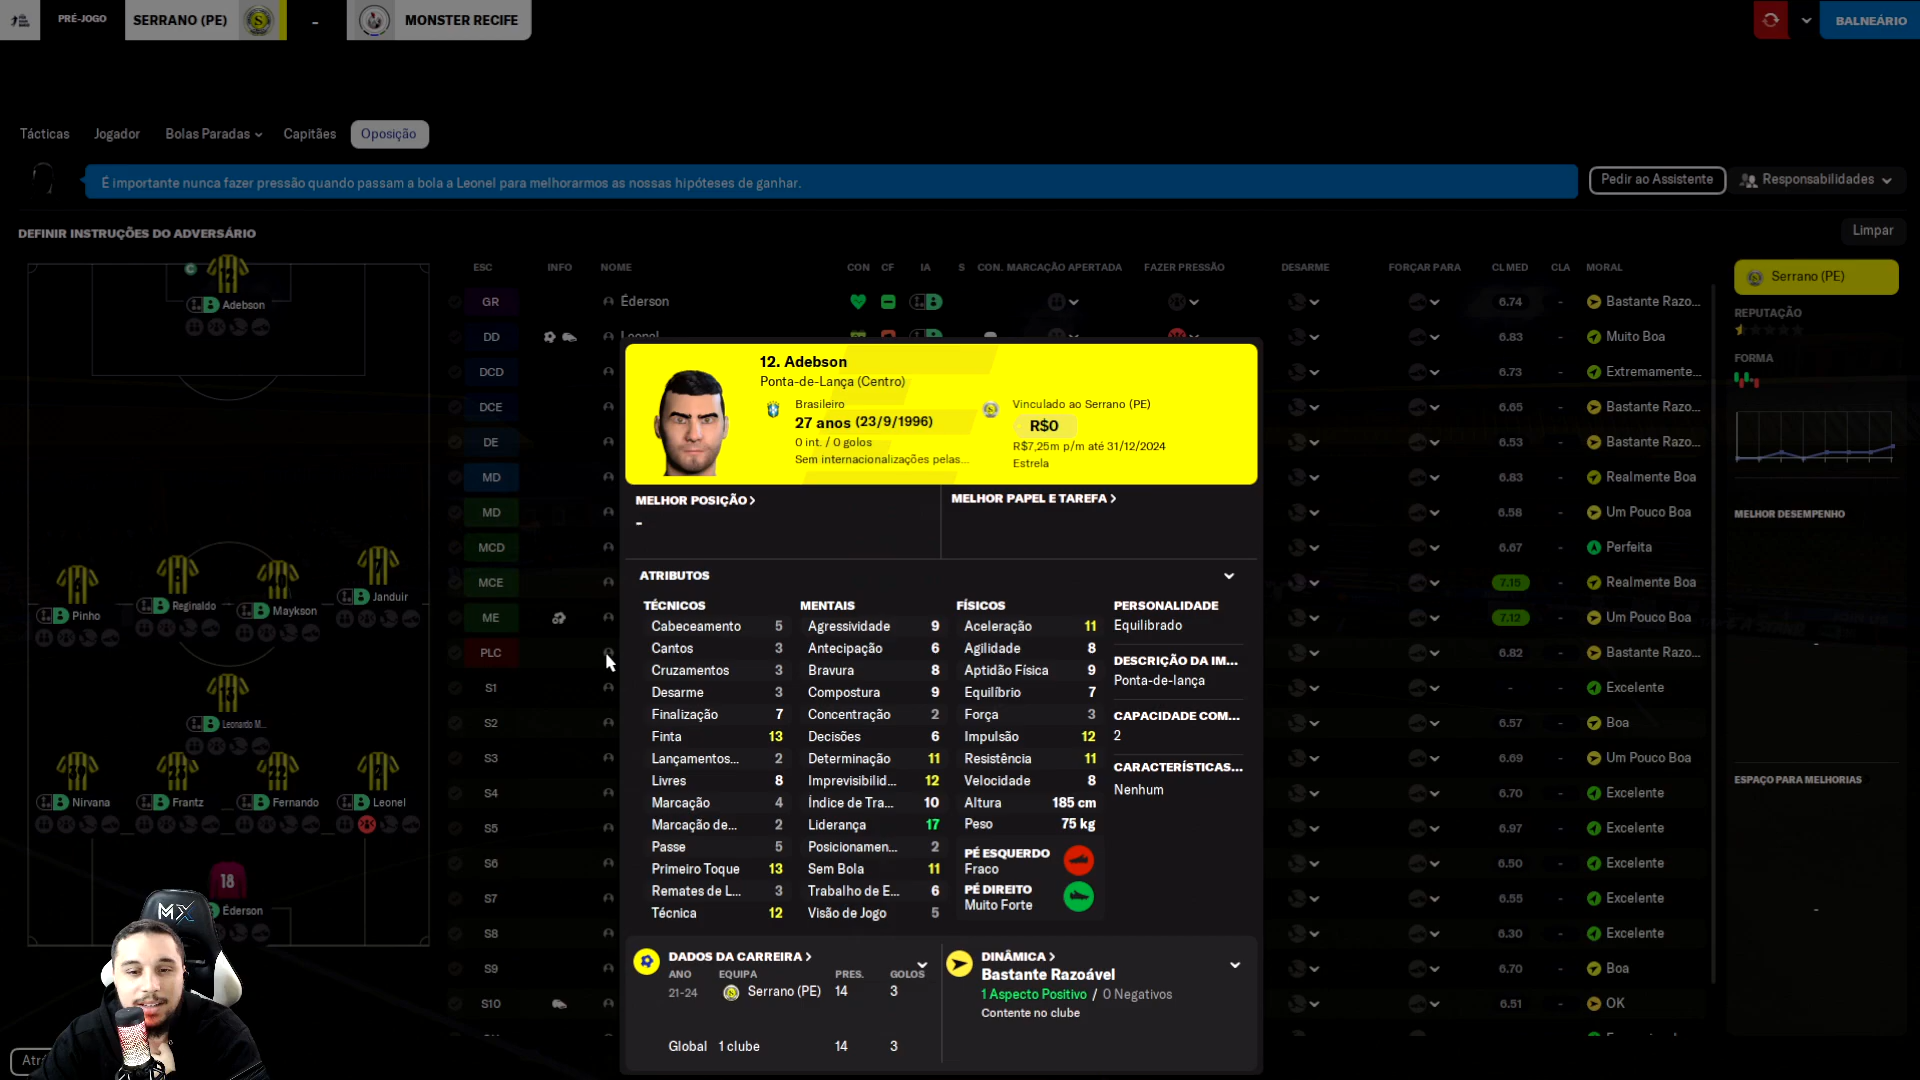 PRÉ-JOGO
SERRANO (PE)
-
MONSTER RECIFE
BALNEÁRIO
Tácticas
Jogador
Bolas Paradas
Capitães
Oposição
É importante nunca fazer pressão quando passam a bola a Leonel para melhorarmos as nossas hipóteses de ganhar.
Pedir ao Assistente
Responsabilidades
DEFINIR INSTRUÇÕES DO ADVERSÁRIO
Limpar
ESC INFO NOME CON CF IA S CON. MARCAÇÃO APERTADA FAZER PRESSÃO DESARME FORÇAR PARA CL MED CLA MORAL
GR Éderson 6.74 - Bastante Razo...
DD Leonel 6.83 - Muito Boa
DCD 6.73 - Extremamente...
DCE 6.65 - Bastante Razo...
DE 6.53 - Bastante Razo...
MD 6.83 - Realmente Boa
MD 6.58 - Um Pouco Boa
MCD 6.67 - Perfeita
MCE 7.15 - Realmente Boa
ME 7.12 - Um Pouco Boa
PLC 6.82 - Bastante Razo...
S1 - - Excelente
S2 6.57 - Boa
S3 6.69 - Um Pouco Boa
S4 6.70 - Excelente
S5 6.97 - Excelente
S6 6.50 - Excelente
S7 6.55 - Excelente
S8 6.30 - Excelente
S9 6.70 - Boa
S10 6.51 - OK
C
12
Adebson
Pinho
Reginaldo
Maykson
Janduir
Leonardo M...
Nirvana
Frantz
Fernando
Leonel
18
Éderson
MX
Atri
12. Adebson
Ponta-de-Lança (Centro)
Brasileiro
27 anos (23/9/1996)
0 int. / 0 golos
Sem internacionalizações pelas...
Vinculado ao Serrano (PE)
R$0
R$7,25m p/m até 31/12/2024
Estrela
MELHOR POSIÇÃO >
-
MELHOR PAPEL E TAREFA >
ATRIBUTOS
TÉCNICOS
Cabeceamento 5
Cantos 3
Cruzamentos 3
Desarme 3
Finalização 7
Finta 13
Lançamentos... 2
Livres 8
Marcação 4
Marcação de... 2
Passe 5
Primeiro Toque 13
Remates de L... 3
Técnica 12
MENTAIS
Agressividade 9
Antecipação 6
Bravura 8
Compostura 9
Concentração 2
Decisões 6
Determinação 11
Imprevisibilid... 12
Índice de Tra... 10
Liderança 17
Posicionamen... 2
Sem Bola 11
Trabalho de E... 6
Visão de Jogo 5
FÍSICOS
Aceleração 11
Agilidade 8
Aptidão Física 9
Equilíbrio 7
Força 3
Impulsão 12
Resistência 11
Velocidade 8
Altura 185 cm
Peso 75 kg
PÉ ESQUERDO
Fraco
PÉ DIREITO
Muito Forte
PERSONALIDADE
Equilibrado
DESCRIÇÃO DA IM...
Ponta-de-lança
CAPACIDADE COM...
2
CARACTERÍSTICAS...
Nenhum
DADOS DA CARREIRA >
ANO EQUIPA PRES. GOLOS
21-24 Serrano (PE) 14 3
Global 1 clube 14 3
DINÂMICA >
Bastante Razoável
1 Aspecto Positivo / 0 Negativos
Contente no clube
Serrano (PE)
REPUTAÇÃO
FORMA
MELHOR DESEMPENHO
-
ESPAÇO PARA MELHORIAS
-